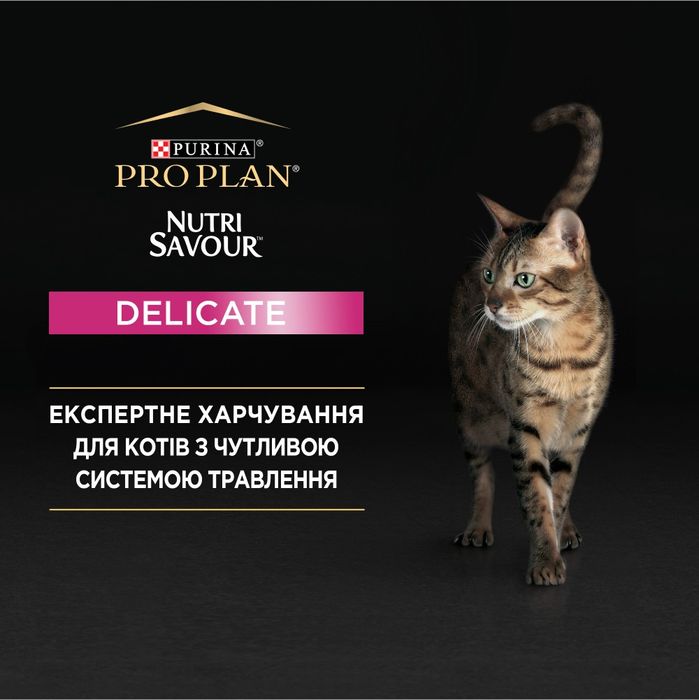 PURINA®
PRO PLAN®
NUTRI
SAVOUR™
DELICATE
ЕКСПЕРТНЕ ХАРЧУВАННЯ
ДЛЯ КОТІВ З ЧУТЛИВОЮ
СИСТЕМОЮ ТРАВЛЕННЯ